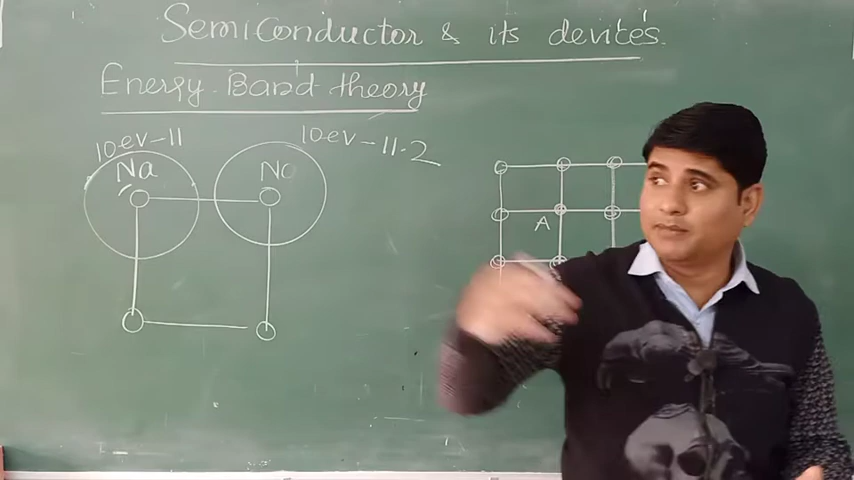 SemiConductor & its devices
Energy Band theory
10ev-11
10ev-11.2
Na
Na
A